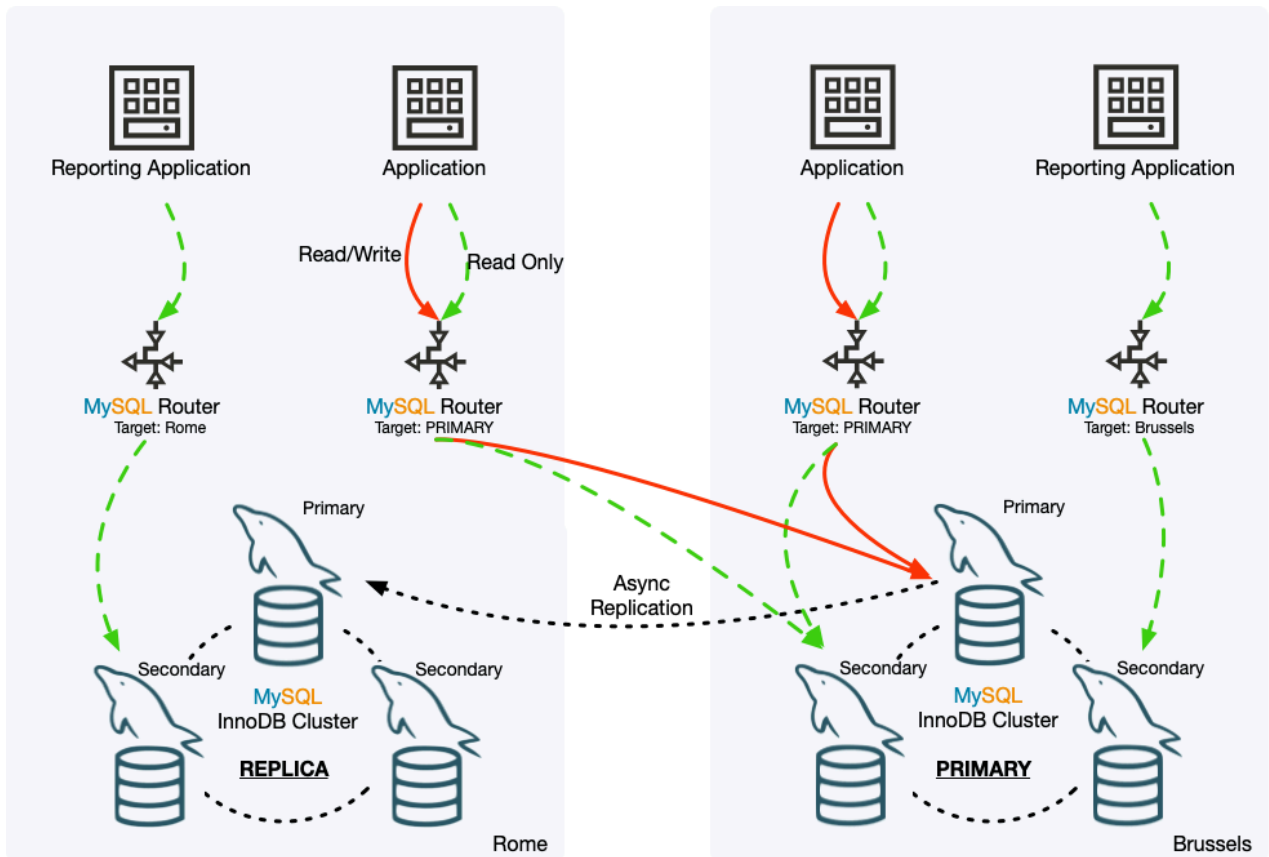 Reporting Application
Application
Application
Reporting Application
Read/Write
Read Only
MySQL Router
Target: Rome
MySQL Router
Target: PRIMARY
MySQL Router
Target: PRIMARY
MySQL Router
Target: Brussels
Primary
Primary
Async
Replication
Secondary
Secondary
MySQL
InnoDB Cluster
REPLICA
Secondary
Secondary
MySQL
InnoDB Cluster
PRIMARY
Rome
Brussels